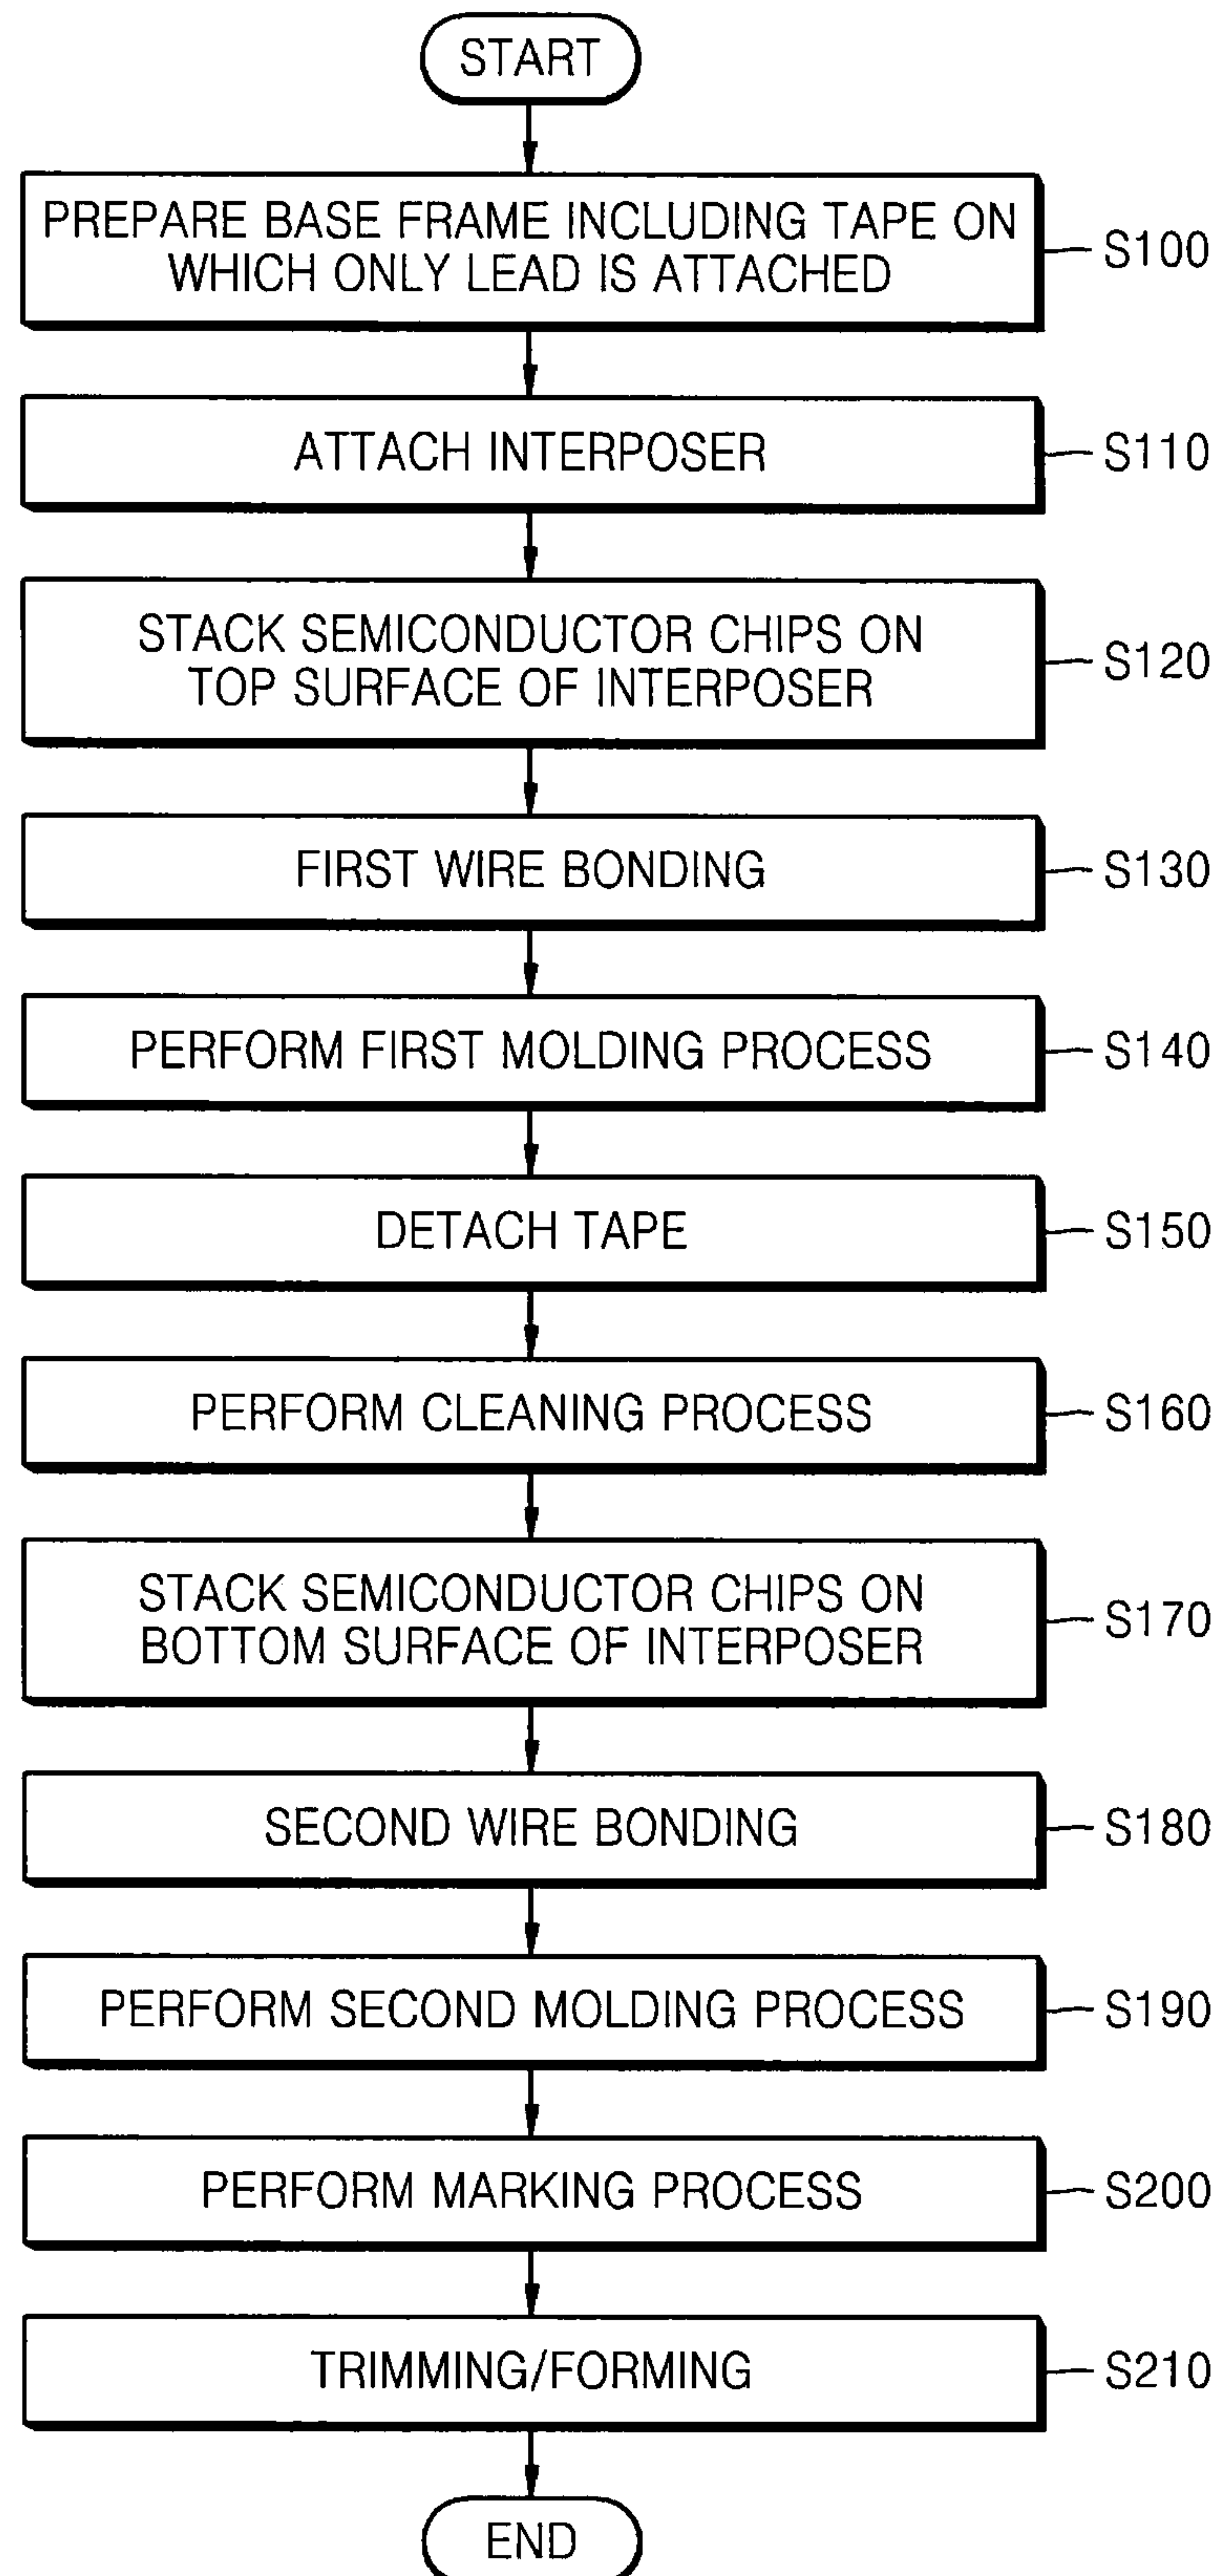 START
PREPARE BASE FRAME INCLUDING TAPE ON
WHICH ONLY LEAD IS ATTACHED
S100
ATTACH INTERPOSER
S110
STACK SEMICONDUCTOR CHIPS ON
TOP SURFACE OF INTERPOSER
S120
FIRST WIRE BONDING
S130
PERFORM FIRST MOLDING PROCESS
S140
DETACH TAPE
S150
PERFORM CLEANING PROCESS
S160
STACK SEMICONDUCTOR CHIPS ON
BOTTOM SURFACE OF INTERPOSER
S170
SECOND WIRE BONDING
S180
PERFORM SECOND MOLDING PROCESS
S190
PERFORM MARKING PROCESS
S200
TRIMMING/FORMING
S210
END